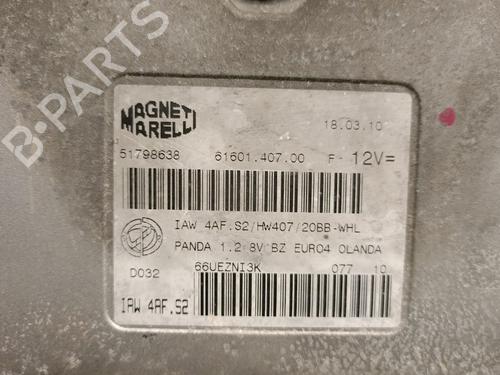 B-PARTS
MAGNETI
MARELLI
18.03.10
51798638 61601.407.00 F- 12V=
IAW 4AF.S2/HW407/20BB-WHL
PANDA 1.2 8V BZ EURO4 OLANDA
D032 66UEZNI3K 077 10
IAW 4AF.S2